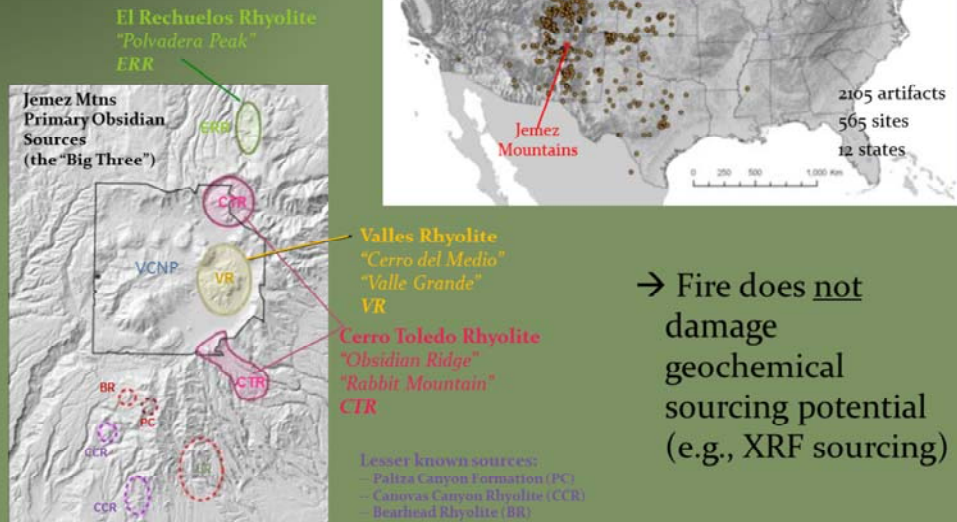 El Rechuelos Rhyolite
"Polvadera Peak"
ERR
Jemez Mtns
Primary Obsidian
Sources
(the "Big Three")
ERR
CTR
VCNP
VR
CTR
BR
PC
CCR
CCR
Jemez
Mountains
2105 artifacts
565 sites
12 states
0 250 500 1,000 Km
Valles Rhyolite
"Cerro del Medio"
"Valle Grande"
VR
Cerro Toledo Rhyolite
"Obsidian Ridge"
"Rabbit Mountain"
CTR
Lesser known sources:
– Paliza Canyon Formation (PC)
– Canovas Canyon Rhyolite (CCR)
– Bearhead Rhyolite (BR)
→ Fire does not
damage
geochemical
sourcing potential
(e.g., XRF sourcing)